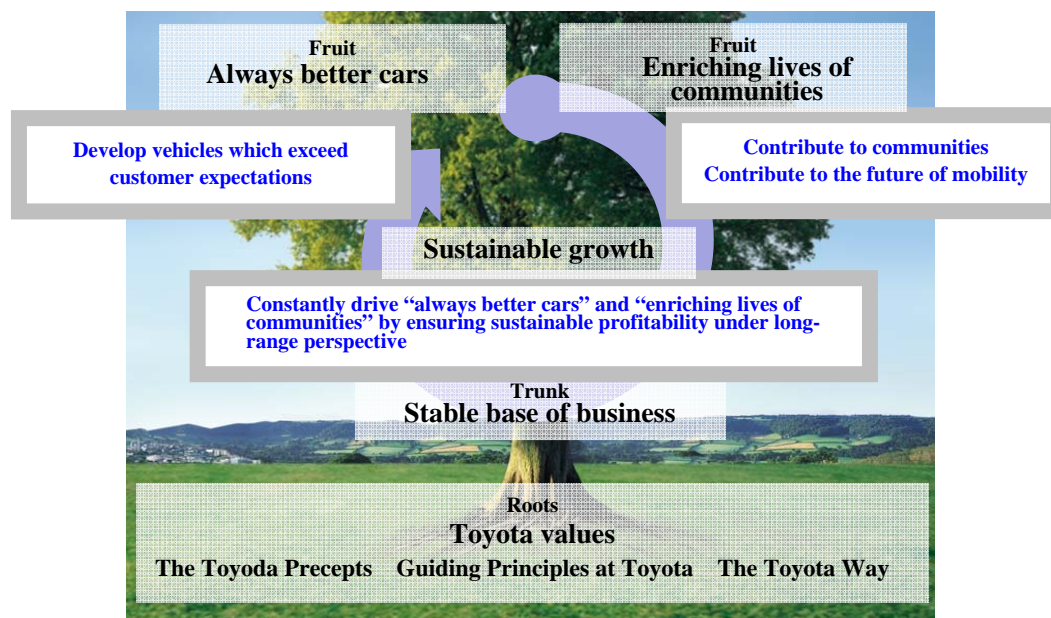 Fruit
Always better cars
Fruit
Enriching lives of
communities
Develop vehicles which exceed
customer expectations
Contribute to communities
Contribute to the future of mobility
Sustainable growth
Constantly drive “always better cars” and “enriching lives of
communities” by ensuring sustainable profitability under long-
range perspective
Trunk
Stable base of business
Roots
Toyota values
The Toyoda Precepts Guiding Principles at Toyota The Toyota Way